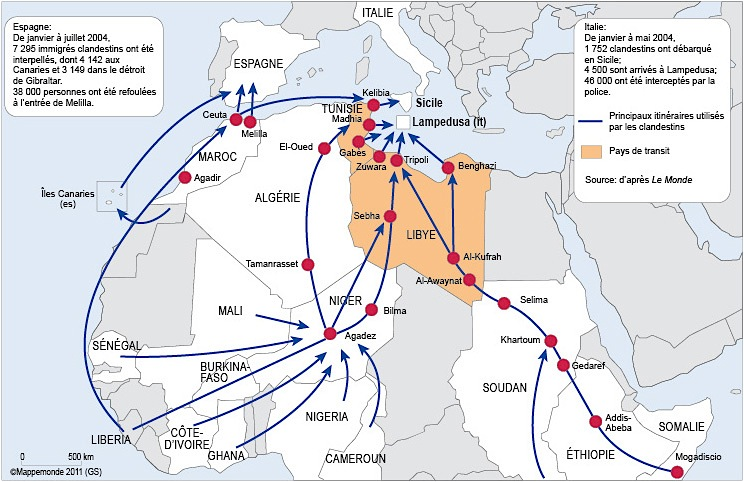 Espagne:
De janvier à juillet 2004,
7 295 immigrés clandestins ont été
interpellés, dont 4 142 aux
Canaries et 3 149 dans le détroit
de Gibraltar.
38 000 personnes ont été refoulées
à l'entrée de Melilla.
ITALIE
Italie:
De janvier à mai 2004,
1 752 clandestins ont débarqué
en Sicile;
4 500 sont arrivés à Lampedusa;
46 000 ont été interceptés par la
police.
Principaux itinéraires utilisés
par les clandestins
Pays de transit
Source: d'après Le Monde
ESPAGNE
Kelibia
Sicile
TUNISIE
Ceuta
Madhia
Lampedusa (it)
Melilla
El-Oued
Gabès
MAROC
Zuwara
Tripoli
Benghazi
Agadir
Îles Canaries
(es)
ALGÉRIE
Sebha
LIBYE
Al-Kufrah
Tamanrasset
Al-Awaynat
NIGER
Selima
MALI
Bilma
Agadez
Khartoum
SÉNÉGAL
BURKINA-
FASO
Gedaref
SOUDAN
NIGERIA
Addis-
Abeba
SOMALIE
LIBERIA
CÔTE-
D'IVOIRE
GHANA
CAMEROUN
ÉTHIOPIE
Mogadiscio
0 500 km
©Mappemonde 2011 (GS)